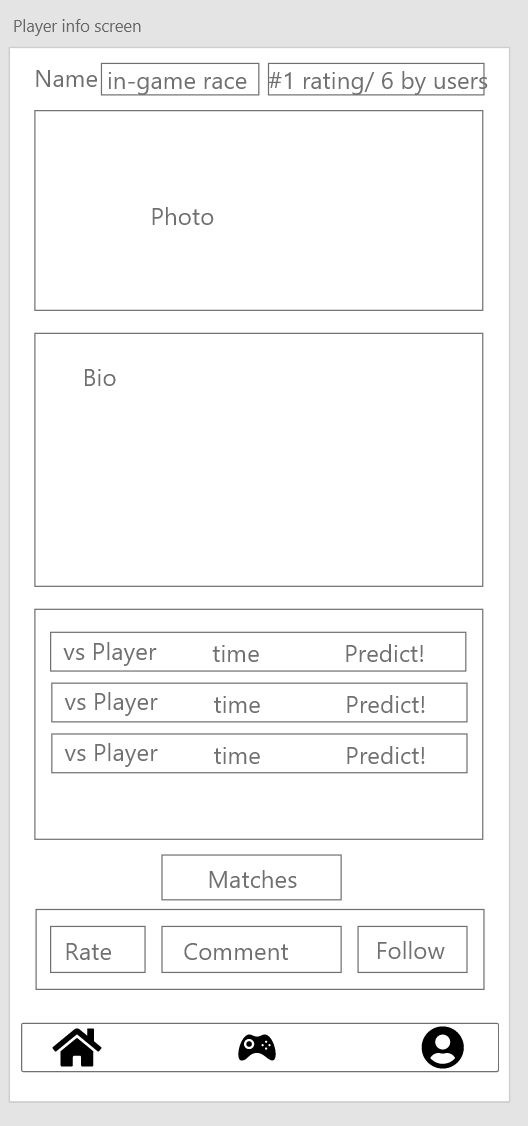 Player info screen
Name in-game race #1 rating/ 6 by users
Photo
Bio
vs Player time Predict!
vs Player time Predict!
vs Player time Predict!
Matches
Rate Comment Follow